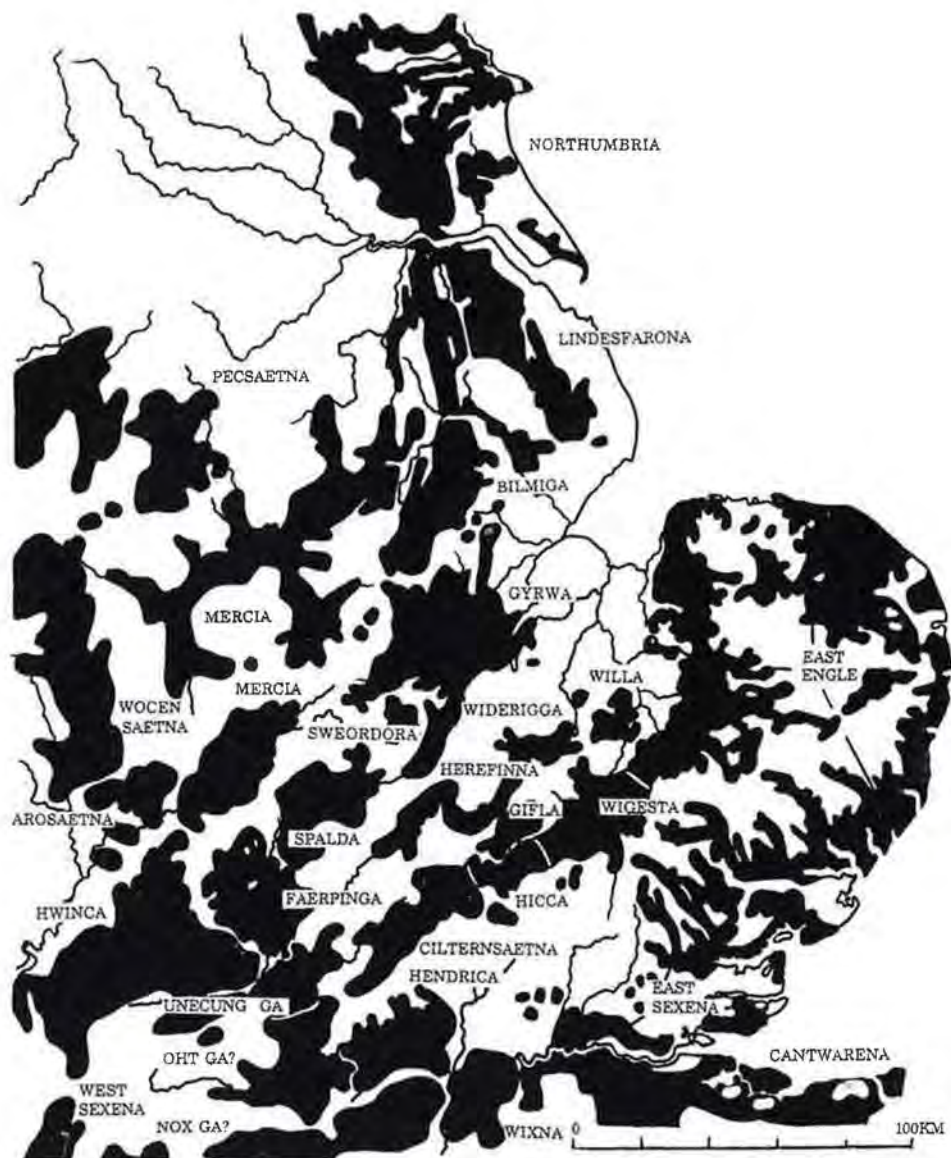 NORTHUMBRIA
LINDESFARONA
PECSAETNA
BILMIGA
GYRWA
MERCIA
EAST
ENGLE
WILLA
MERCIA
WOCEN
SAETNA
WIDERIGGA
SWEORDORA
HEREFINNA
GIFLA
WIGESTA
AROSAETNA
SPALDA
FAERPINGA
HICCA
HWINCA
CILTERNSAETNA
HENDRICA
EAST
SEXENA
UNECUNG GA
OHT GA?
CANTWARENA
WEST
SEXENA
NOX GA?
WIXNA
0
100KM